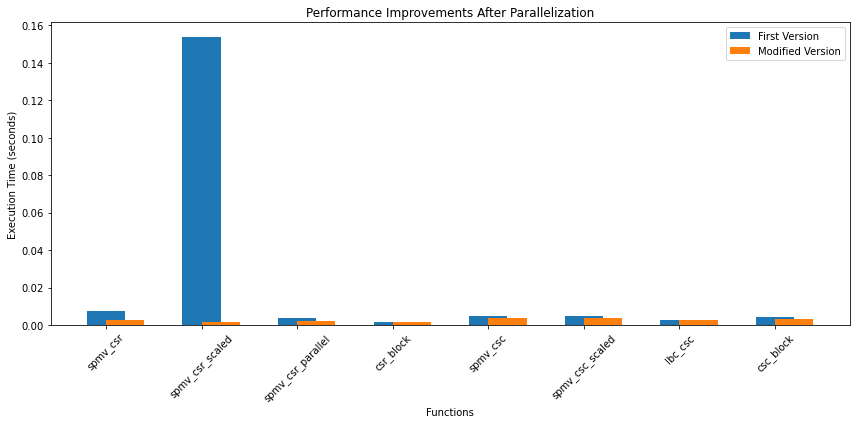 Performance Improvements After Parallelization
First Version
Modified Version
Execution Time (seconds)
0.16
0.14
0.12
0.10
0.08
0.06
0.04
0.02
0.00
spmv_csr
spmv_csr_scaled
spmv_csr_parallel
csr_block
spmv_csc
spmv_csc_scaled
lbc_csc
csc_block
Functions